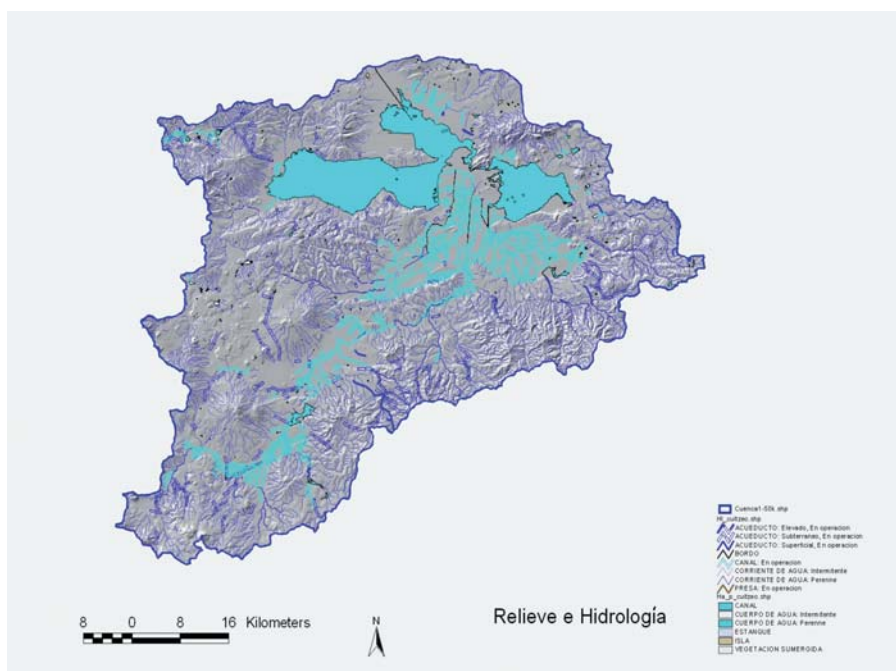 Cuenca1-50k.shp
Hl_cuitzeo.shp
ACUEDUCTO: Elevado, En operacion
ACUEDUCTO: Subterraneo, En operacion
ACUEDUCTO: Superficial, En operacion
BORDO
CANAL: En operacion
CORRIENTE DE AGUA: Intermitente
CORRIENTE DE AGUA: Perenne
PRESA: En operacion
Ha_p_cuitzeo.shp
CANAL
CUERPO DE AGUA: Intermitente
CUERPO DE AGUA: Perenne
ESTANQUE
ISLA
VEGETACION SUMERGIDA
8 0 8 16 Kilometers
N
Relieve e Hidrología